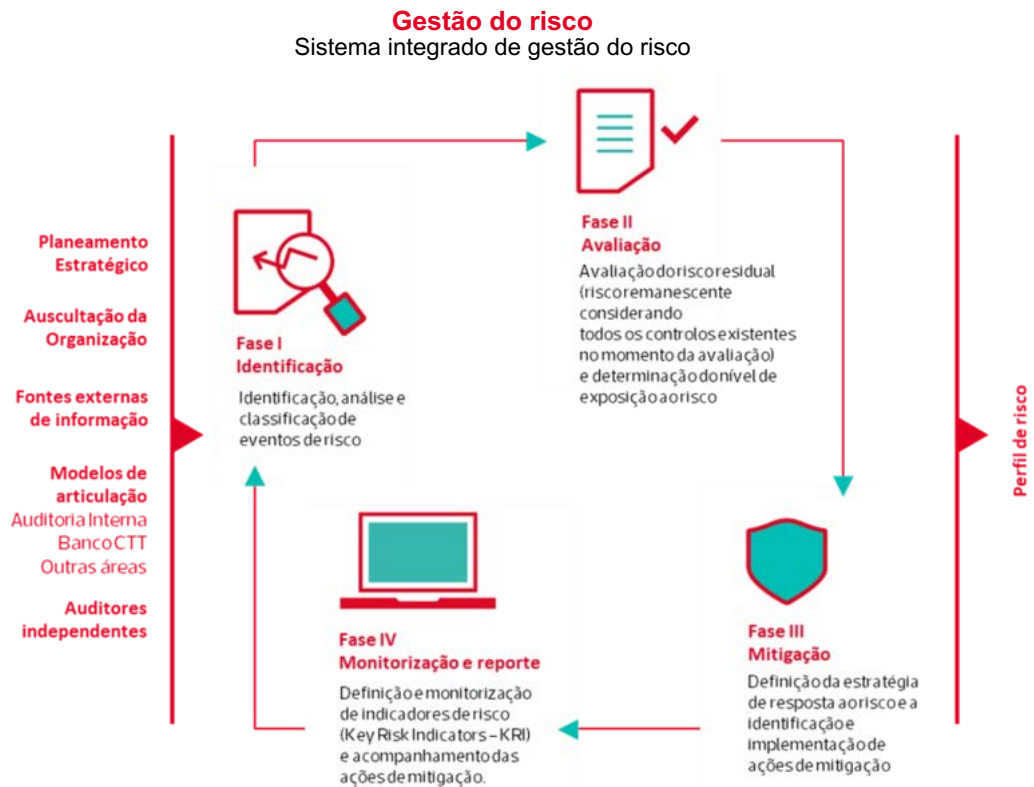 Gestão do risco
Sistema integrado de gestão do risco
Planeamento
Estratégico
Auscultação da
Organização
Fontes externas
de informação
Modelos de
articulação
Auditoria Interna
Banco CTT
Outras áreas
Auditores
independentes
Fase I
Identificação
Identificação, análise e
classificação de
eventos de risco
Fase II
Avaliação
Avaliação do risco residual
(risco remanescente
considerando
todos os controlos existentes
no momento da avaliação)
e determinação do nível de
exposição ao risco
Fase III
Mitigação
Definição da estratégia
de resposta ao risco e a
identificação e
implementação de
ações de mitigação
Fase IV
Monitorização e reporte
Definição e monitorização
de indicadores de risco
(Key Risk Indicators – KRI)
e acompanhamento das
ações de mitigação.
Perfil de risco